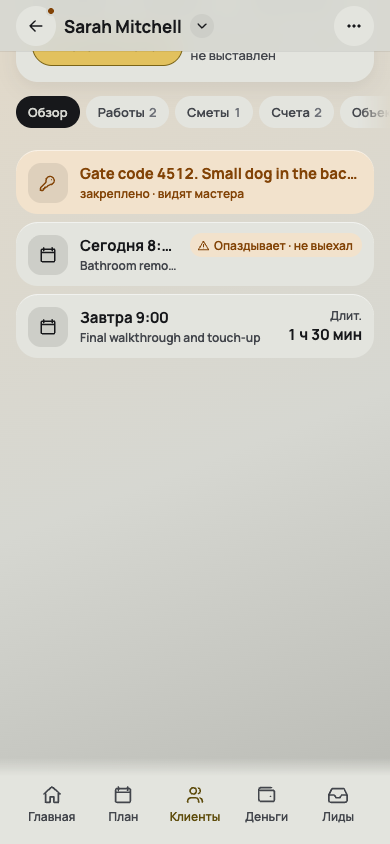 Sarah Mitchell
не выставлен
Обзор
Работы 2
Сметы 1
Счета 2
Объе
Gate code 4512. Small dog in the bac...
закреплено · видят мастера
Сегодня 8:...
Опаздывает · не выехал
Bathroom remo...
Завтра 9:00
Длит.
Final walkthrough and touch-up
1 ч 30 мин
Главная
План
Клиенты
Деньги
Лиды